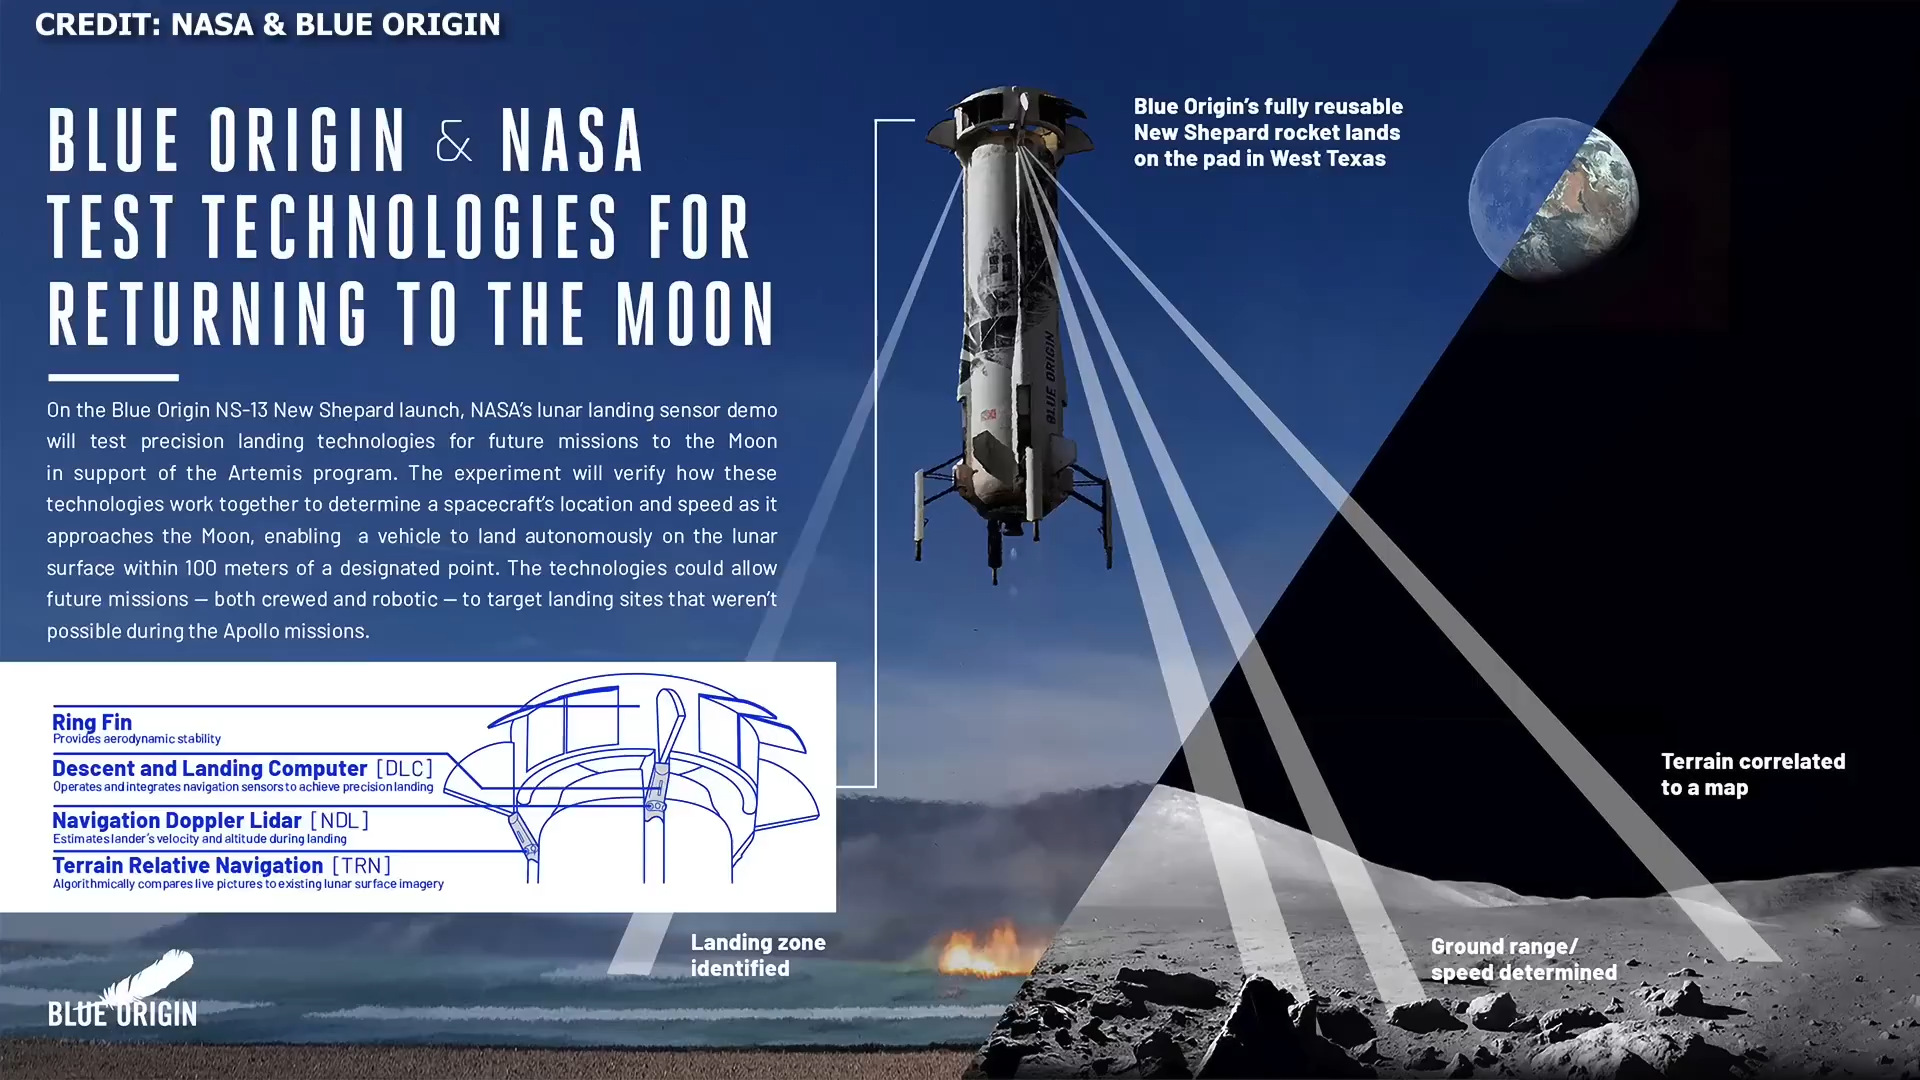 CREDIT: NASA & BLUE ORIGIN
BLUE ORIGIN & NASA
TEST TECHNOLOGIES FOR
RETURNING TO THE MOON
On the Blue Origin NS-13 New Shepard launch, NASA's lunar landing sensor demo
will test precision landing technologies for future missions to the Moon
in support of the Artemis program. The experiment will verify how these
technologies work together to determine a spacecraft's location and speed as it
approaches the Moon, enabling a vehicle to land autonomously on the lunar
surface within 100 meters of a designated point. The technologies could allow
future missions — both crewed and robotic — to target landing sites that weren't
possible during the Apollo missions.
Blue Origin's fully reusable
New Shepard rocket lands
on the pad in West Texas
BLUE ORIGIN
Ring Fin
Provides aerodynamic stability
Descent and Landing Computer [DLC]
Operates and integrates navigation sensors to achieve precision landing
Navigation Doppler Lidar [NDL]
Estimates lander's velocity and altitude during landing
Terrain Relative Navigation [TRN]
Algorithmically compares live pictures to existing lunar surface imagery
Terrain correlated
to a map
Landing zone
identified
Ground range/
speed determined
BLUE ORIGIN